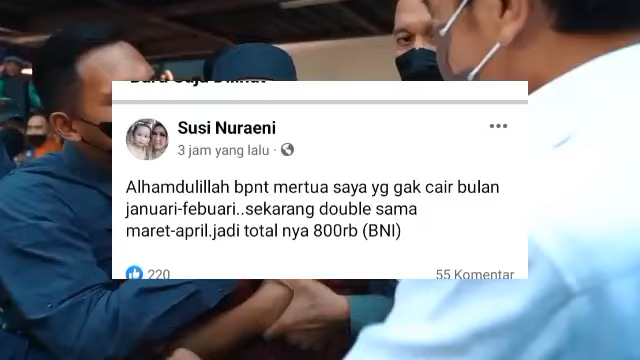 Susi Nuraeni
3 jam yang lalu ·
Alhamdulillah bpnt mertua saya yg gak cair bulan
januari-febuari..sekarang double sama
maret-april.jadi total nya 800rb (BNI)
220
55 Komentar